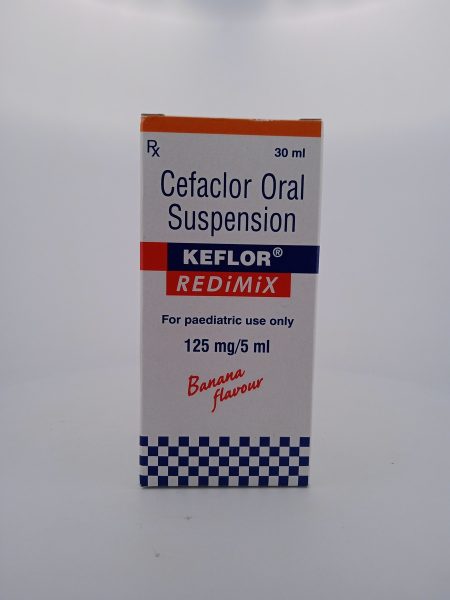 Rx
30 ml
Cefaclor Oral
Suspension
KEFLOR®
REDiMiX
For paediatric use only
125 mg/5 ml
Banana
flavour